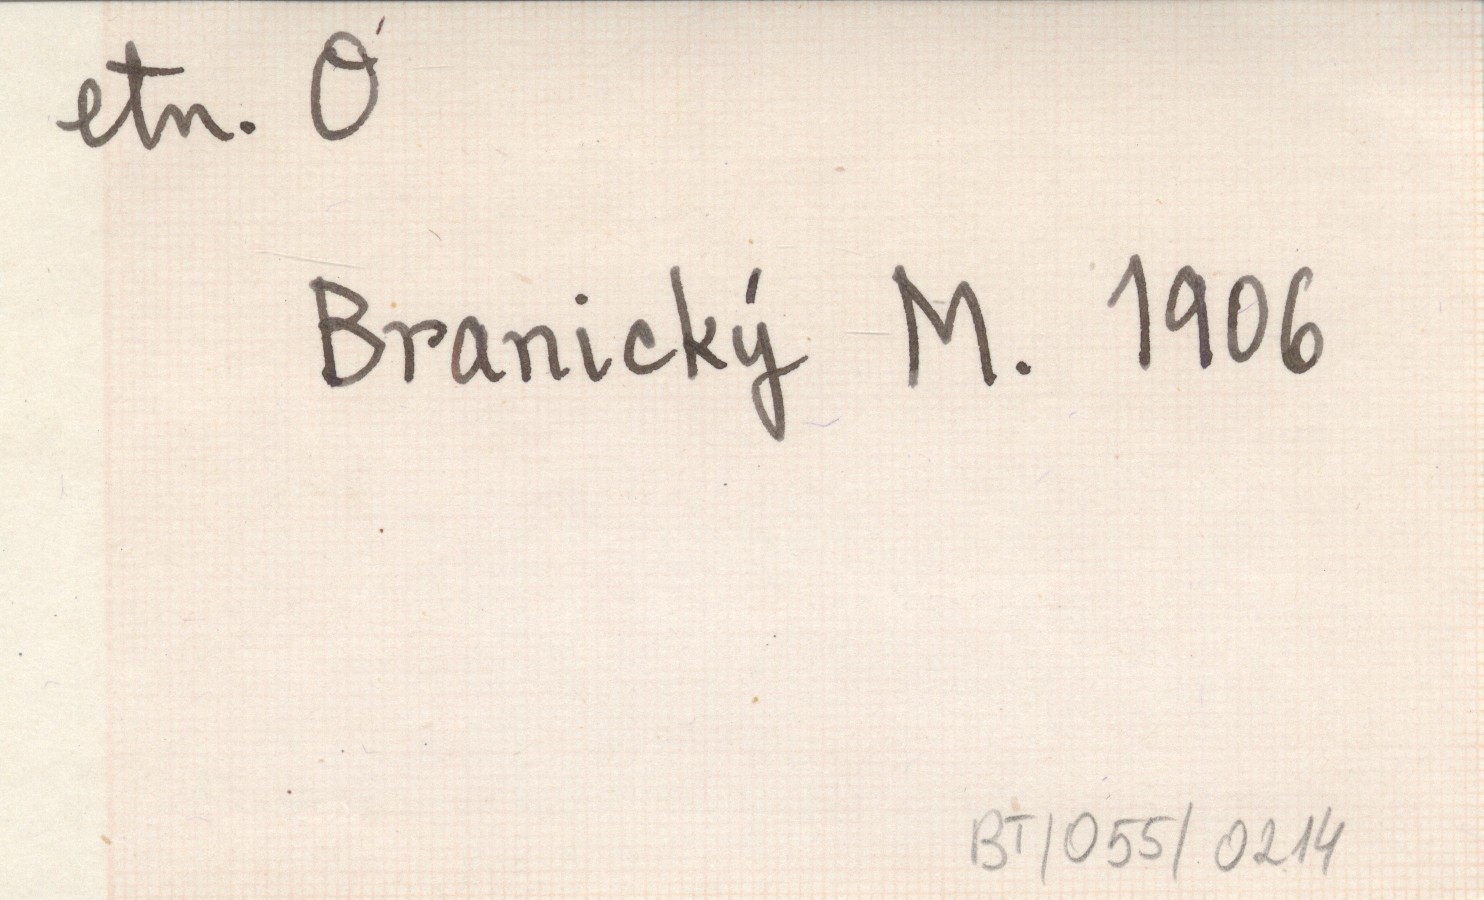 etn. Ó
Branický M. 1906
BT/055/0214